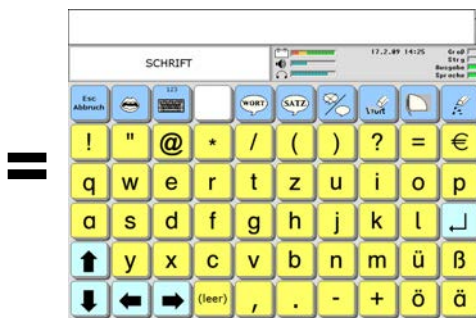 17.2.09 14:25
SCHRIFT
Groß
Strg
Ausgabe
Sprache
Esc
Abbruch
123
WORT
SATZ
! " @ * / ( ) ? = €
q w e r t z u i o p
a s d f g h j k l
y x c v b n m ü ß
(leer) , . - + ö ä
=